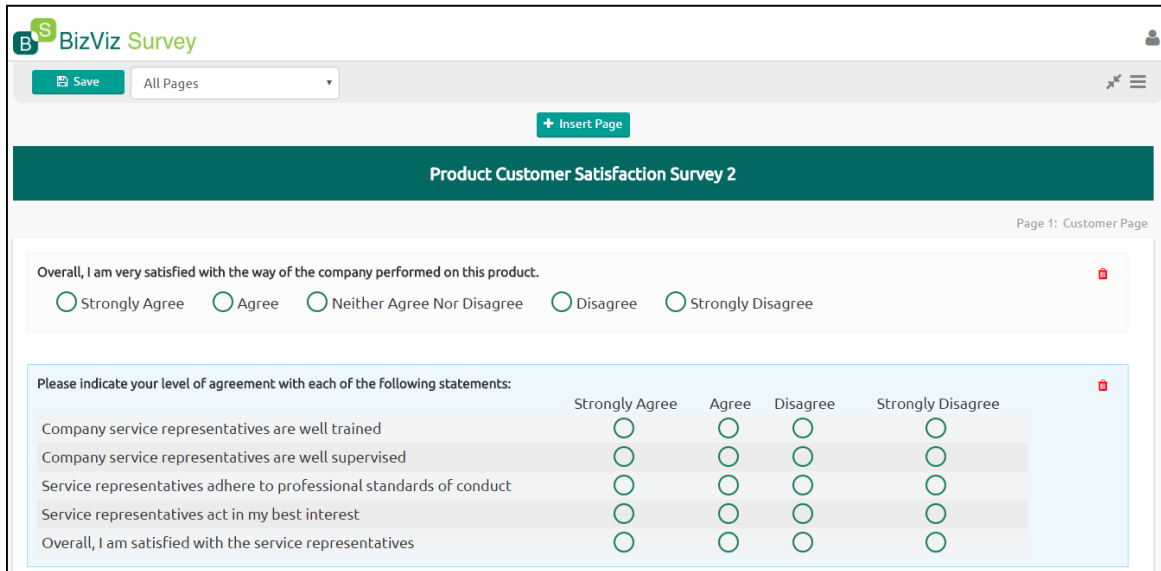 BS BizViz Survey
Save All Pages
+ Insert Page
Product Customer Satisfaction Survey 2
Page 1: Customer Page
Overall, I am very satisfied with the way of the company performed on this product.
Strongly Agree Agree Neither Agree Nor Disagree Disagree Strongly Disagree
Please indicate your level of agreement with each of the following statements:
Strongly Agree Agree Disagree Strongly Disagree
Company service representatives are well trained
Company service representatives are well supervised
Service representatives adhere to professional standards of conduct
Service representatives act in my best interest
Overall, I am satisfied with the service representatives